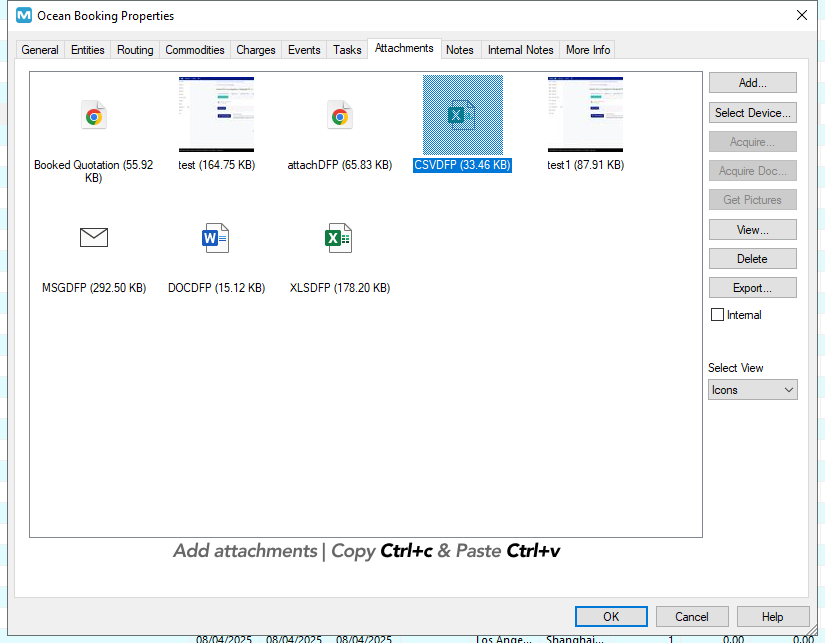 Ocean Booking Properties
General Entities Routing Commodities Charges Events Tasks Attachments Notes Internal Notes More Info
Booked Quotation (55.92 KB)
test (164.75 KB)
attachDFP (65.83 KB)
CSVDFP (33.46 KB)
test1 (87.91 KB)
MSGDFP (292.50 KB)
DOCDFP (15.12 KB)
XLSDFP (178.20 KB)
Add...
Select Device...
Acquire...
Acquire Doc...
Get Pictures
View...
Delete
Export...
Internal
Select View
Icons
Add attachments | Copy Ctrl+c & Paste Ctrl+v
OK Cancel Help
08/04/2025 08/04/2025 08/04/2025 Los Ange... Shanghai... 1 0.00 0.00